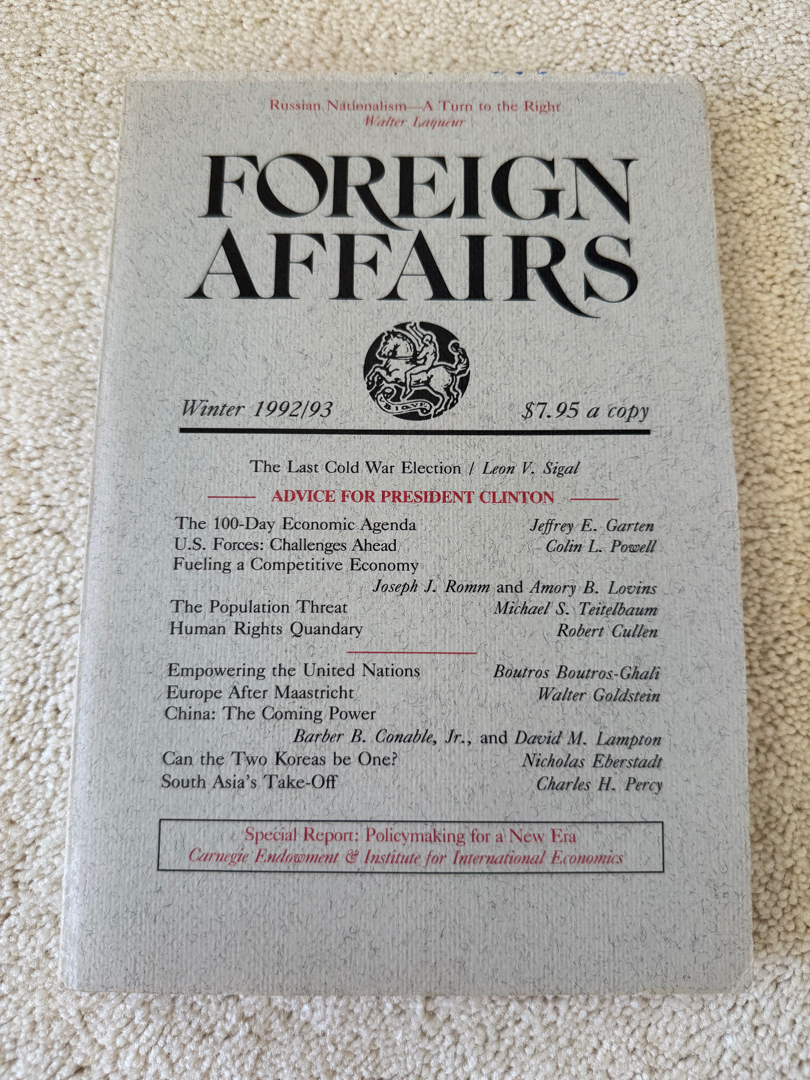 Russian Nationalism—A Turn to the Right
Walter Laqueur
FOREIGN
AFFAIRS
VBIQVE
Winter 1992/93 $7.95 a copy
The Last Cold War Election / Leon V. Sigal
ADVICE FOR PRESIDENT CLINTON
The 100-Day Economic Agenda Jeffrey E. Garten
U.S. Forces: Challenges Ahead Colin L. Powell
Fueling a Competitive Economy
Joseph J. Romm and Amory B. Lovins
The Population Threat Michael S. Teitelbaum
Human Rights Quandary Robert Cullen
Empowering the United Nations Boutros Boutros-Ghali
Europe After Maastricht Walter Goldstein
China: The Coming Power
Barber B. Conable, Jr., and David M. Lampton
Can the Two Koreas be One? Nicholas Eberstadt
South Asia's Take-Off Charles H. Percy
Special Report: Policymaking for a New Era
Carnegie Endowment & Institute for International Economics